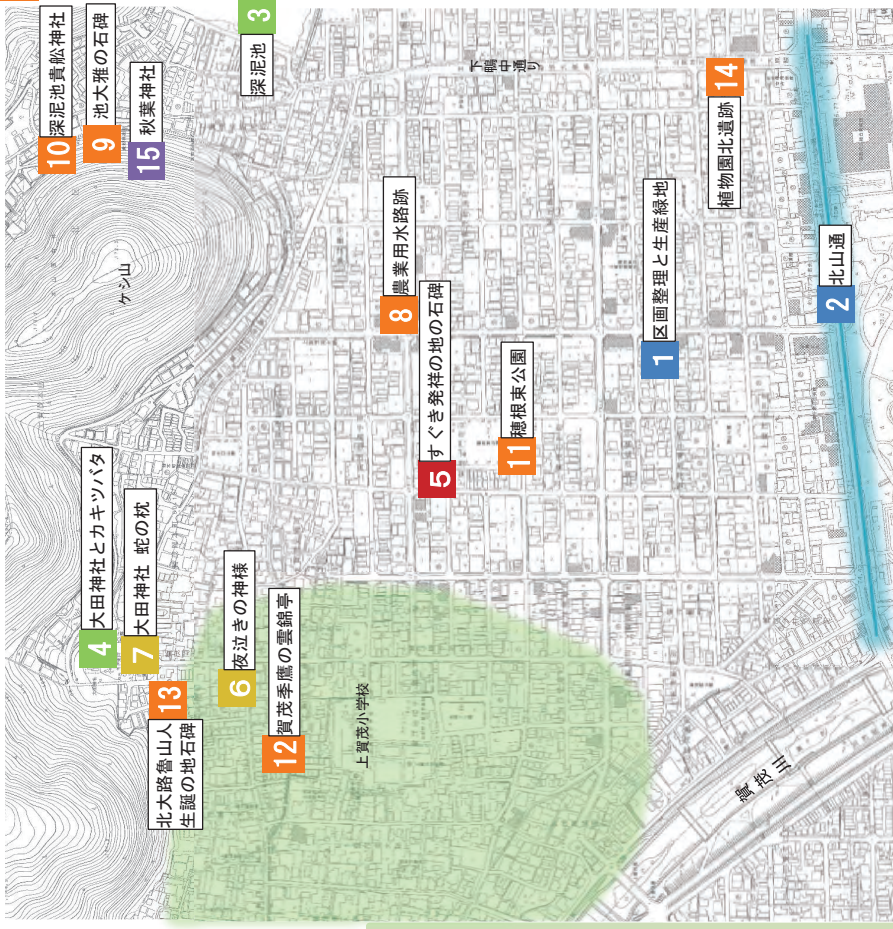 10
深泥池貴舩神社
9
池大雅の石碑
15
秋葉神社
3
深泥池
下鴨中通り
14
植物園北遺跡
ケシ山
8
農業用水路跡
5
すぐき発祥の地の石碑
11
穂根束公園
1
区画整理と生産緑地
2
北山通
4
大田神社とカキツバタ
7
大田神社 蛇の枕
13
北大路魯山人
生誕の地石碑
6
夜泣きの神様
12
賀茂季鷹の雲錦亭
上賀茂小学校
賀茂川